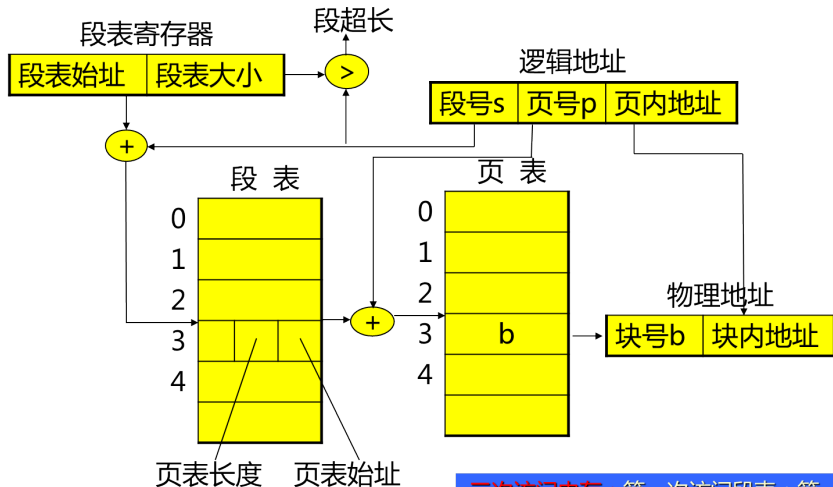 段表寄存器
段超长
段表始址 段表大小
>
逻辑地址
段号s 页号p 页内地址
+
段 表
页 表
0
1
2
3
4
0
1
2
3
4
+
b
物理地址
块号b 块内地址
页表长度 页表始址